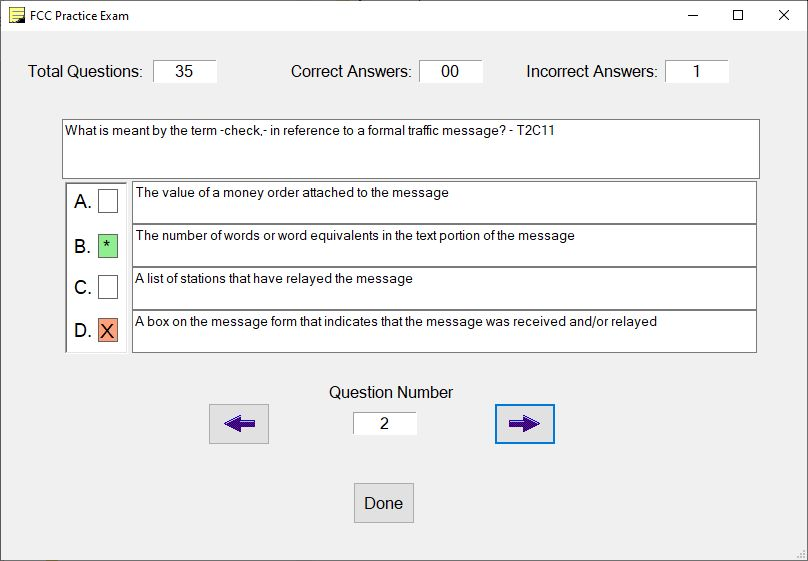 FCC Practice Exam
Total Questions: 35 Correct Answers: 00 Incorrect Answers: 1
What is meant by the term -check,- in reference to a formal traffic message? - T2C11
A. The value of a money order attached to the message
B. * The number of words or word equivalents in the text portion of the message
C. A list of stations that have relayed the message
D. X A box on the message form that indicates that the message was received and/or relayed
Question Number
2
Done